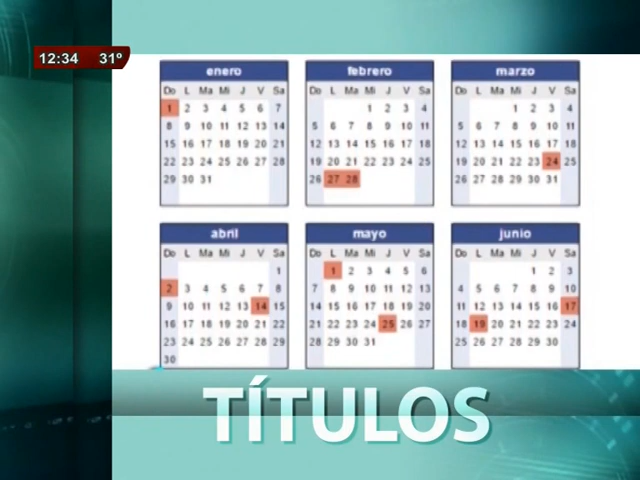 12:34 31º
enero febrero marzo
Do L Ma Mi J V Sa Do L Ma Mi J V Sa Do L Ma Mi J V Sa
1 2 3 4 5 6 7 1 2 3 4 1 2 3 4
8 9 10 11 12 13 14 5 6 7 8 9 10 11 5 6 7 8 9 10 11
15 16 17 18 19 20 21 12 13 14 15 16 17 18 12 13 14 15 16 17 18
22 23 24 25 26 27 28 19 20 21 22 23 24 25 19 20 21 22 23 24 25
29 30 31 26 27 28 26 27 28 29 30 31
abril mayo junio
Do L Ma Mi J V Sa Do L Ma Mi J V Sa Do L Ma Mi J V Sa
1 1 2 3 4 5 6 1 2 3
2 3 4 5 6 7 8 7 8 9 10 11 12 13 4 5 6 7 8 9 10
9 10 11 12 13 14 15 14 15 16 17 18 19 20 11 12 13 14 15 16 17
16 17 18 19 20 21 22 21 22 23 24 25 26 27 18 19 20 21 22 23 24
23 24 25 26 27 28 29 28 29 30 31 25 26 27 28 29 30
30
TÍTULOS